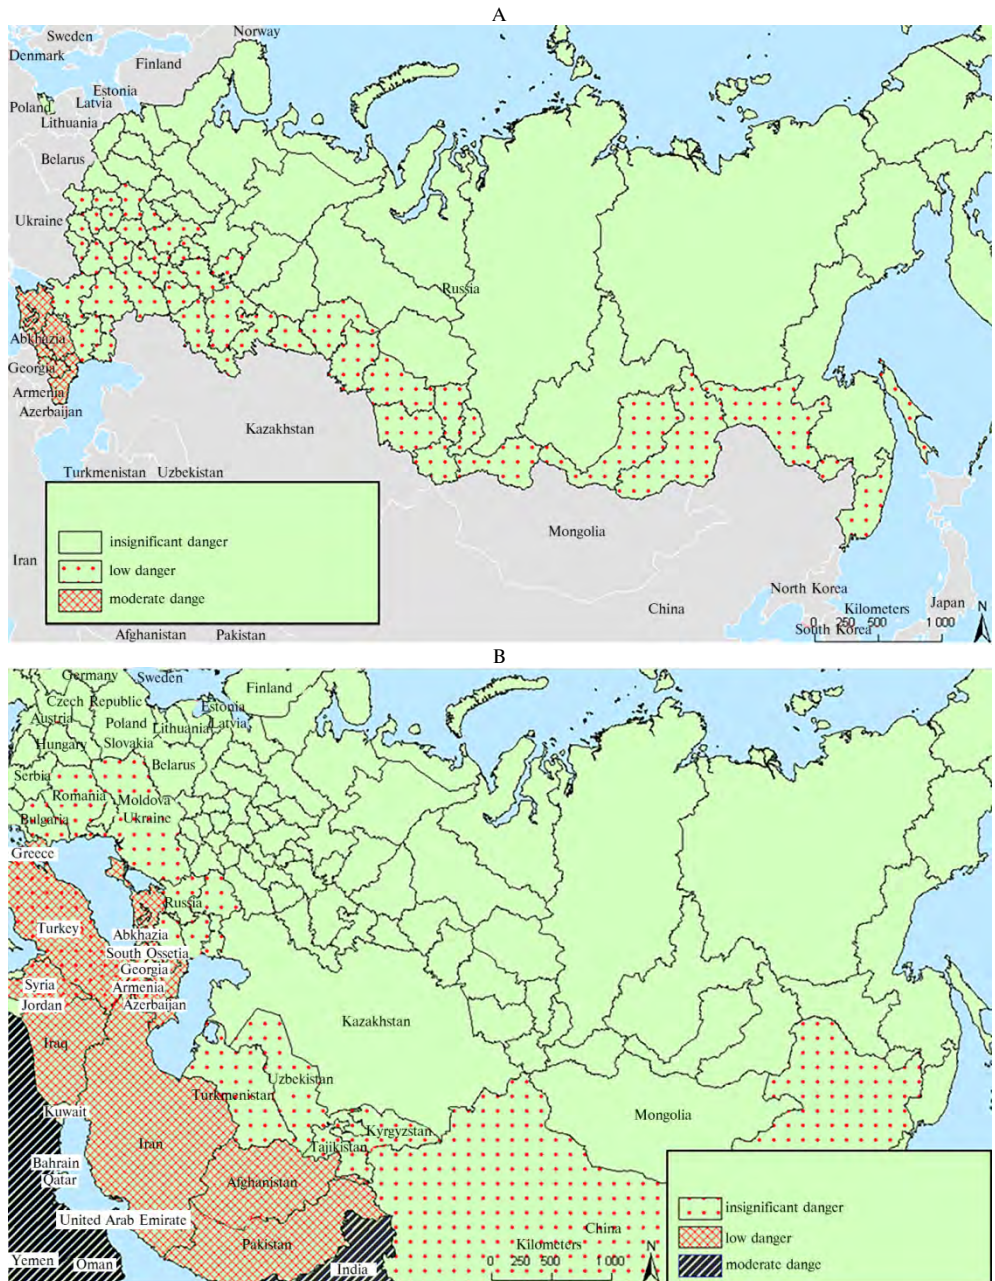 A
Norway
Sweden
Denmark
Finland
Estonia
Poland
Latvia
Lithuania
Belarus
Ukraine
Russia
Abkhazia
Georgia
Armenia
Azerbaijan
Kazakhstan
Turkmenistan
Uzbekistan
insignificant danger
Mongolia
Iran
low danger
North Korea
moderate dange
China
Kilometers
Japan
N
0 250 500 1 000
South Korea
Afghanistan
Pakistan
B
Germany
Sweden
Finland
Czech Republic
Estonia
Austria
Poland
Lithuania
Latvia
Hungary
Slovakia
Belarus
Serbia
Romania
Moldova
Bulgaria
Ukraine
Greece
Russia
Turkey
Abkhazia
South Ossetia
Georgia
Syria
Armenia
Jordan
Azerbaijan
Kazakhstan
Iraq
Uzbekistan
Turkmenistan
Kuwait
Mongolia
Kyrgyzstan
Iran
Tajikistan
Bahrain
Qatar
Afghanistan
insignificant danger
United Arab Emirate
China
low danger
Pakistan
Kilometers
N
Yemen
Oman
India
0 250 500 1 000
moderate danger